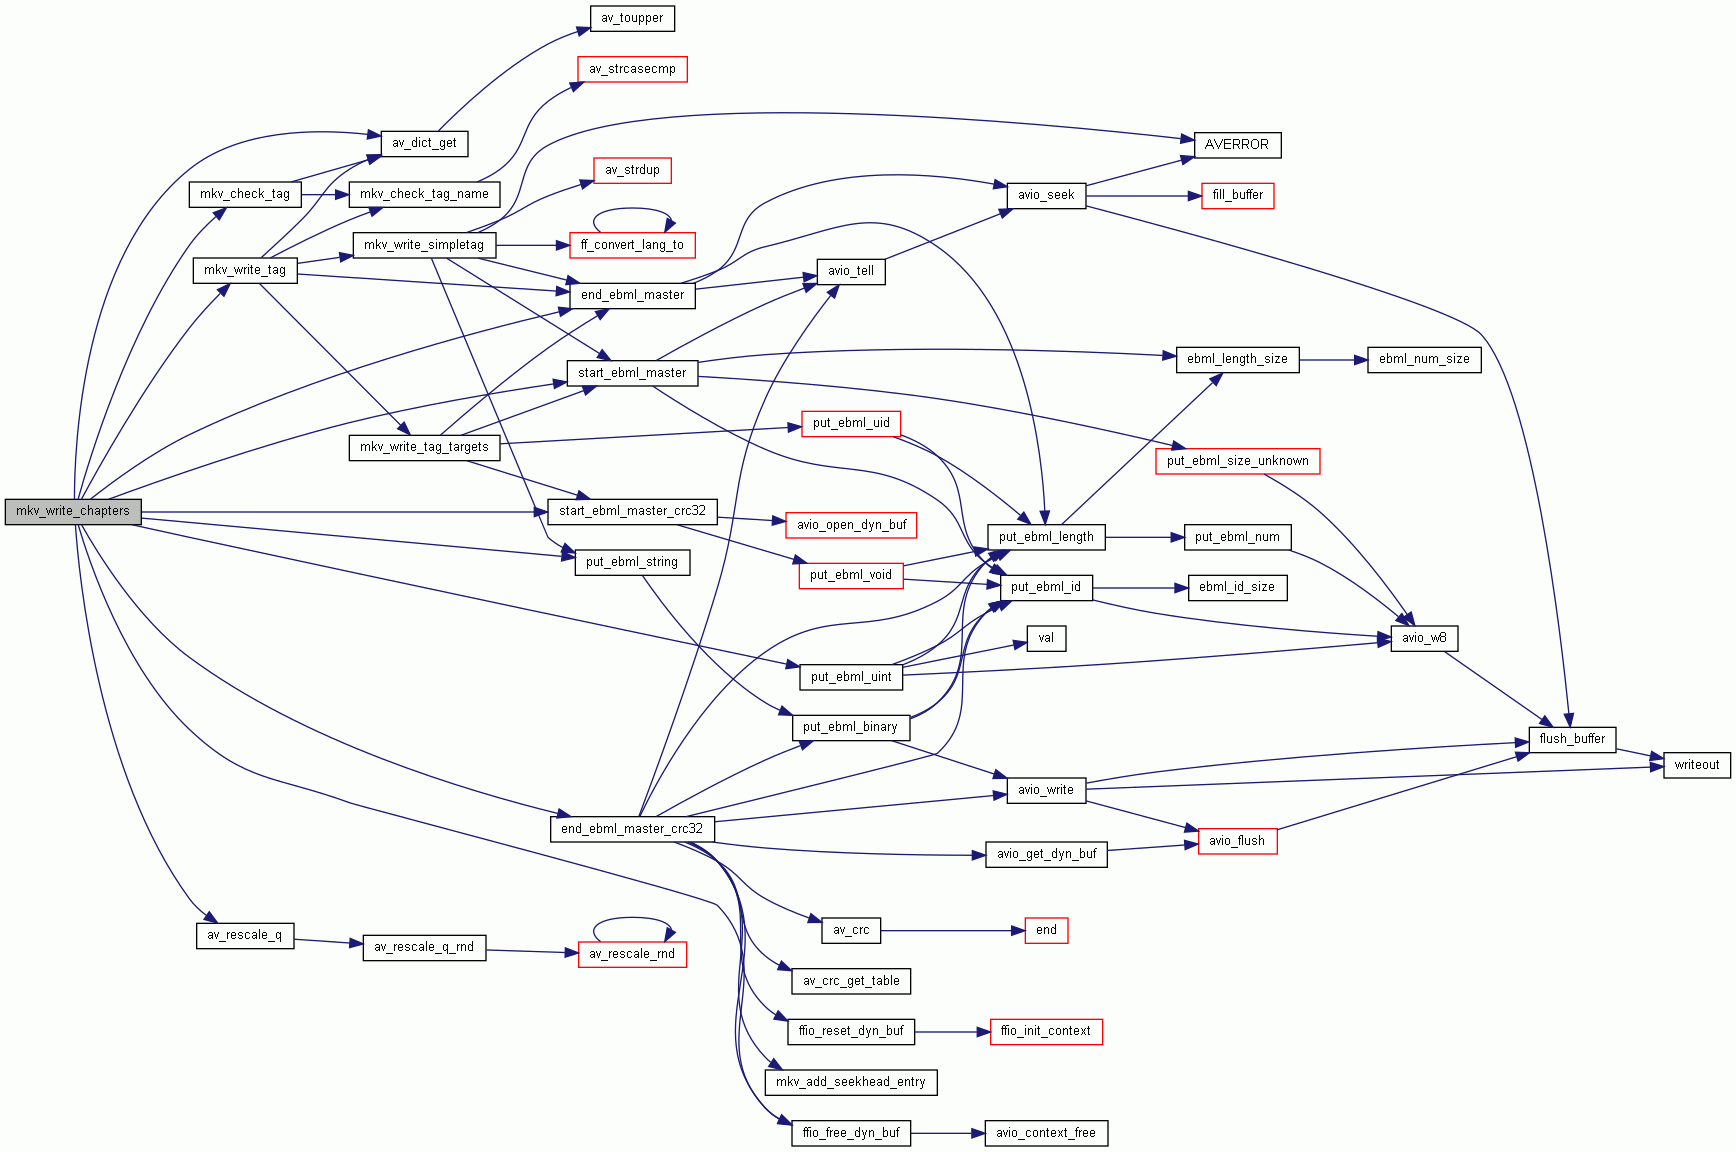 av_toupper
av_strcasecmp
av_dict_get
AVERROR
av_strdup
mkv_check_tag
mkv_check_tag_name
avio_seek
fill_buffer
mkv_write_simpletag
ff_convert_lang_to
mkv_write_tag
avio_tell
end_ebml_master
ebml_length_size
ebml_num_size
start_ebml_master
put_ebml_uid
mkv_write_tag_targets
put_ebml_size_unknown
mkv_write_chapters
start_ebml_master_crc32
avio_open_dyn_buf
put_ebml_length
put_ebml_num
put_ebml_string
put_ebml_void
put_ebml_id
ebml_id_size
val
avio_w8
put_ebml_uint
put_ebml_binary
flush_buffer
writeout
avio_write
end_ebml_master_crc32
avio_flush
avio_get_dyn_buf
av_crc
end
av_rescale_q
av_rescale_q_rnd
av_rescale_rnd
av_crc_get_table
ffio_reset_dyn_buf
ffio_init_context
mkv_add_seekhead_entry
ffio_free_dyn_buf
avio_context_free